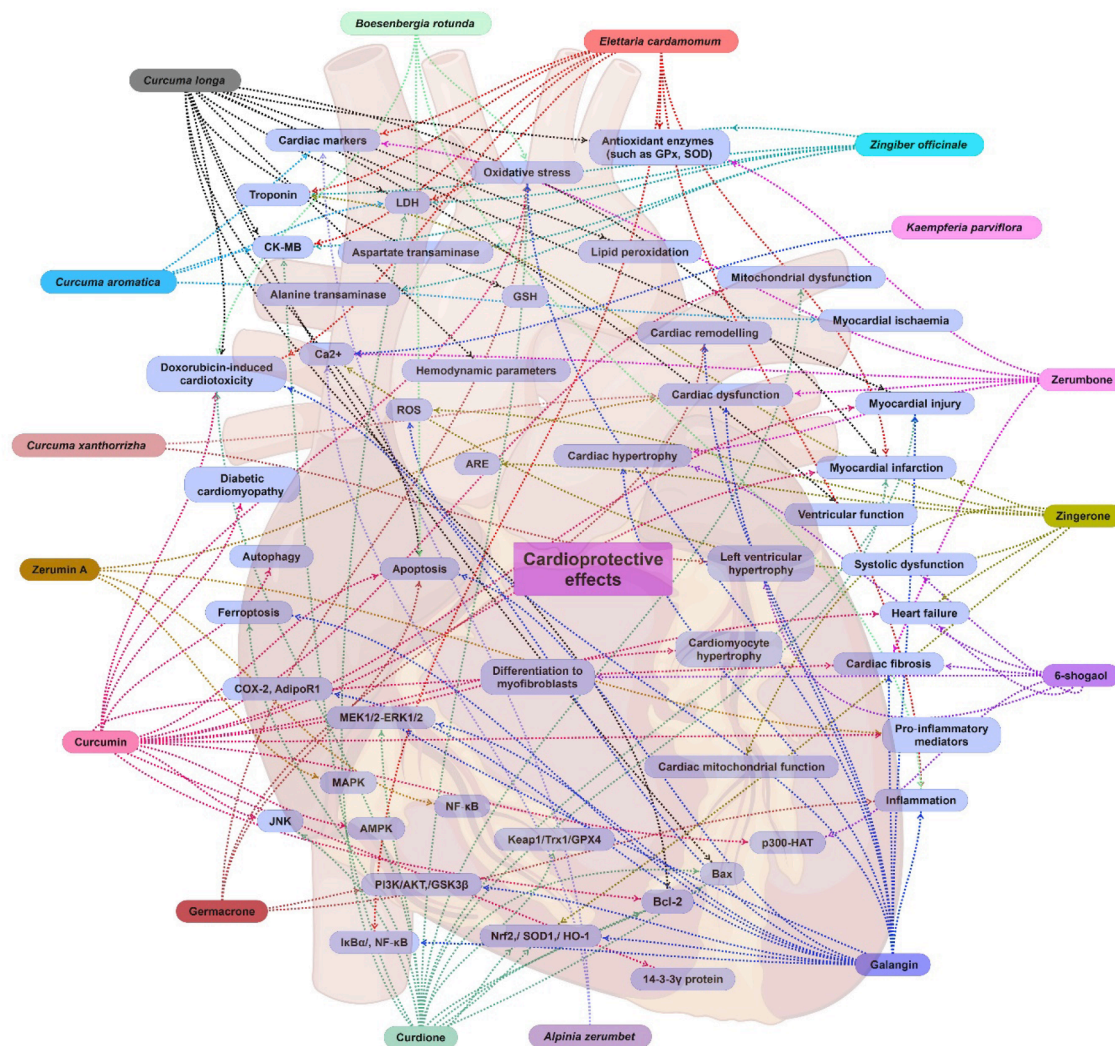 Boesenbergia rotunda
Elettaria cardamomum
Curcuma longa
Cardiac markers
Antioxidant enzymes
(such as GPx, SOD)
Zingiber officinale
Oxidative stress
Troponin
LDH
Kaempferia parviflora
CK-MB
Aspartate transaminase
Lipid peroxidation
Mitochondrial dysfunction
Curcuma aromatica
Alanine transaminase
GSH
Myocardial ischaemia
Cardiac remodelling
Ca2+
Doxorubicin-induced
cardiotoxicity
Hemodynamic parameters
Zerumbone
Cardiac dysfunction
Myocardial injury
ROS
Curcuma xanthorrizha
Cardiac hypertrophy
ARE
Myocardial infarction
Diabetic
cardiomyopathy
Ventricular function
Zingerone
Autophagy
Cardioprotective
effects
Left ventricular
hypertrophy
Systolic dysfunction
Zerumin A
Apoptosis
Ferroptosis
Heart failure
Cardiomyocyte
hypertrophy
Cardiac fibrosis
Differentiation to
myofibroblasts
6-shogaol
COX-2, AdipoR1
MEK1/2-ERK1/2
Curcumin
Pro-inflammatory
mediators
Cardiac mitochondrial function
MAPK
NF-κB
Inflammation
JNK
AMPK
Keap1/Trx1/GPX4
p300-HAT
Bax
PI3K/AKT,/GSK3β
Bcl-2
Germacrone
IκBα/, NF-κB
Nrf2,/ SOD1,/ HO-1
Galangin
14-3-3γ protein
Curdione
Alpinia zerumbet